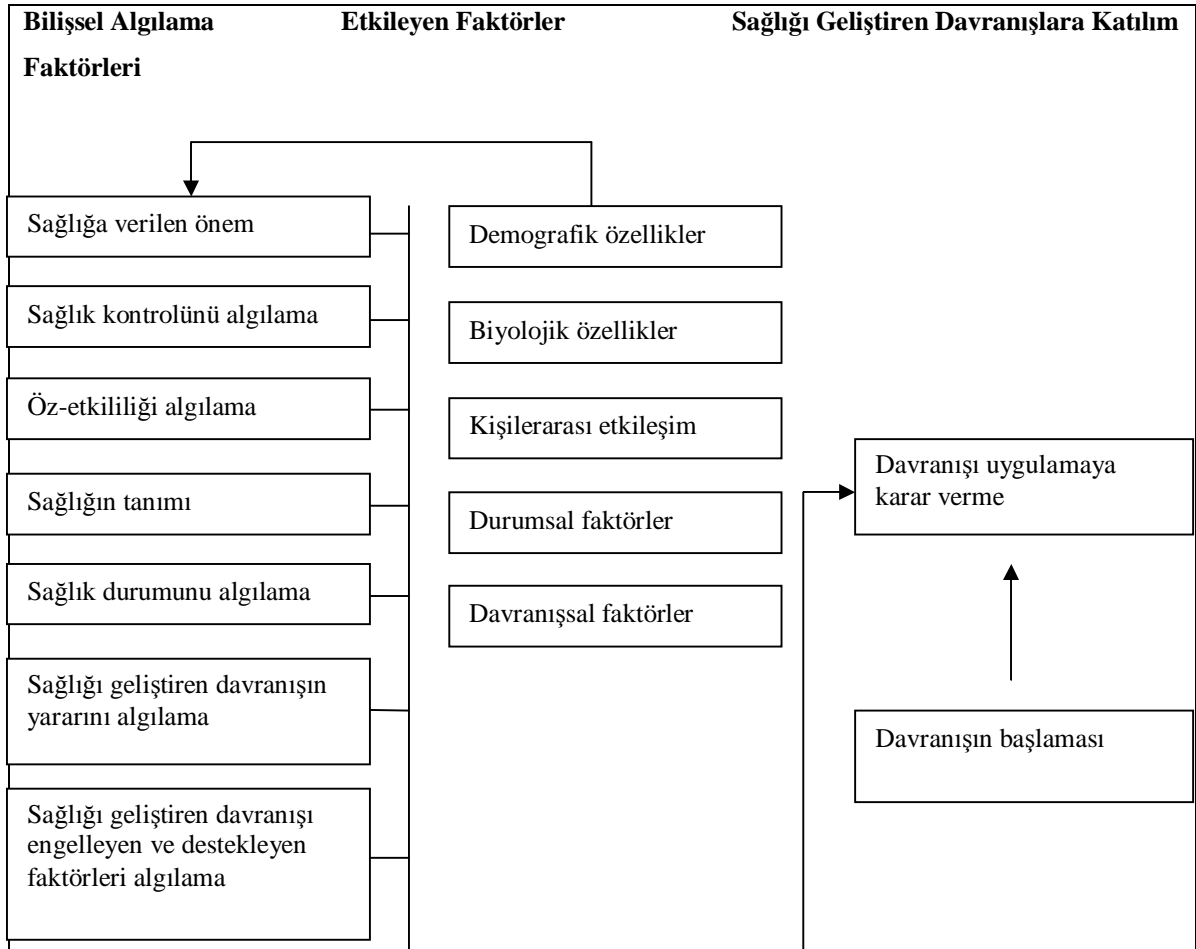 Bilişsel Algılama Etkileyen Faktörler Sağlığı Geliştiren Davranışlara Katılım
Faktörleri
Sağlığa verilen önem
Sağlık kontrolünü algılama
Öz-etkililiği algılama
Sağlığın tanımı
Sağlık durumunu algılama
Sağlığı geliştiren davranışın
yararını algılama
Sağlığı geliştiren davranışı
engelleyen ve destekleyen
faktörleri algılama
Demografik özellikler
Biyolojik özellikler
Kişilerarası etkileşim
Durumsal faktörler
Davranışsal faktörler
Davranışı uygulamaya
karar verme
Davranışın başlaması